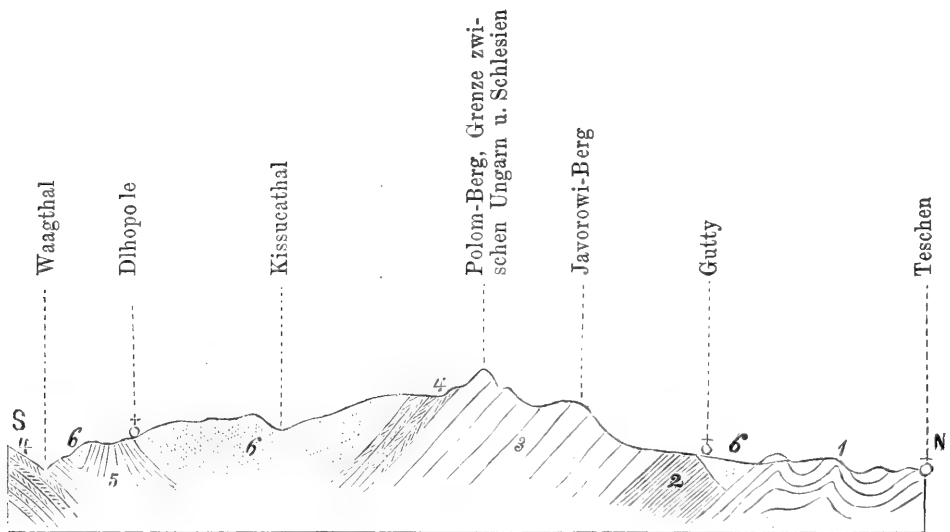 Waagthal
Dlhopole
Kissucathal
Polom-Berg, Grenze zwi-
schen Ungarn u. Schlesien
Javorowi-Berg
Gutty
Teschen
S
4
6
5
6
4
3
2
6
1
N